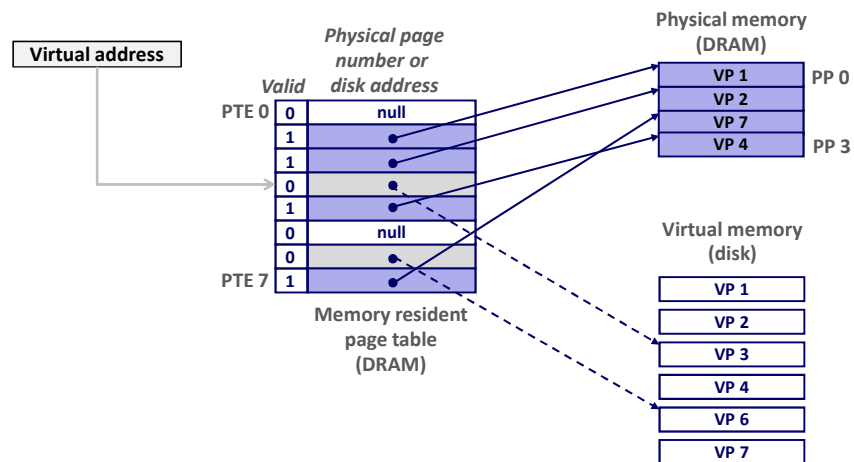 Virtual address
Physical page
number or
disk address
Valid
PTE 0
0 null
1
1
0
1
0 null
0
PTE 7 1
Memory resident
page table
(DRAM)
Physical memory
(DRAM)
VP 1 PP 0
VP 2
VP 7
VP 4 PP 3
Virtual memory
(disk)
VP 1
VP 2
VP 3
VP 4
VP 6
VP 7